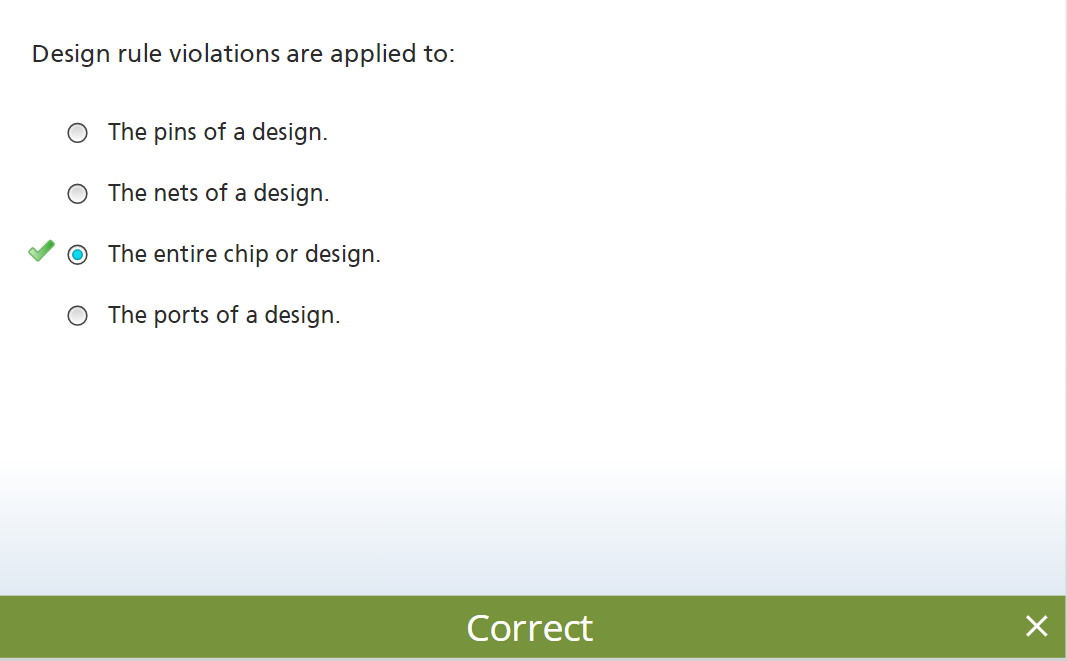 Design rule violations are applied to:
The pins of a design.
The nets of a design.
The entire chip or design.
The ports of a design.
Correct